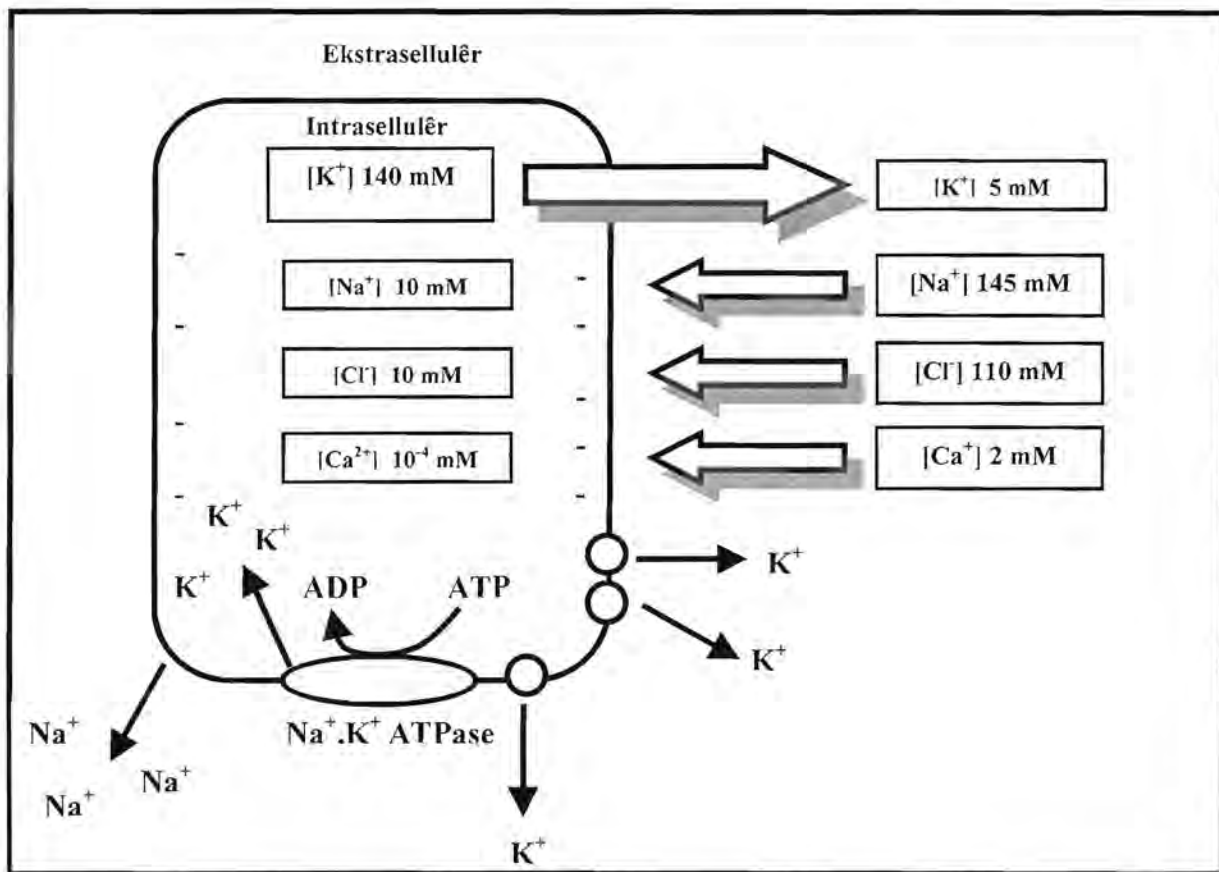 Ekstrasellulêr
Intrasellulêr
[K⁺] 140 mM
[K⁺] 5 mM
[Na⁺] 10 mM
[Na⁺] 145 mM
[Cl⁻] 10 mM
[Cl⁻] 110 mM
[Ca²⁺] 10⁻⁴ mM
[Ca⁺] 2 mM
K⁺
K⁺
K⁺
ADP
ATP
K⁺
K⁺
Na⁺.K⁺ ATPase
Na⁺
Na⁺
Na⁺
K⁺